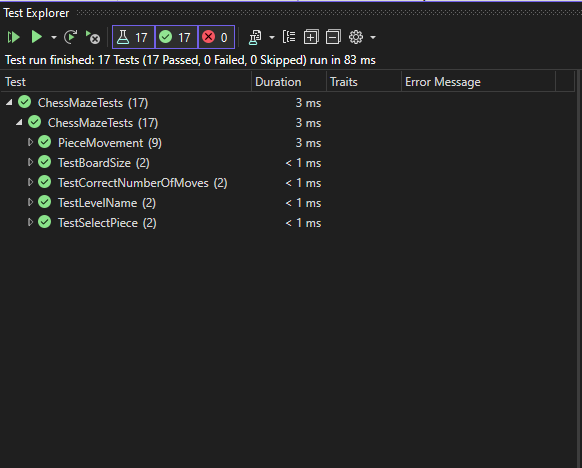 Test Explorer
17 17 0
Test run finished: 17 Tests (17 Passed, 0 Failed, 0 Skipped) run in 83 ms
Test Duration Traits Error Message
ChessMazeTests (17) 3 ms
ChessMazeTests (17) 3 ms
PieceMovement (9) 3 ms
TestBoardSize (2) < 1 ms
TestCorrectNumberOfMoves (2) < 1 ms
TestLevelName (2) < 1 ms
TestSelectPiece (2) < 1 ms